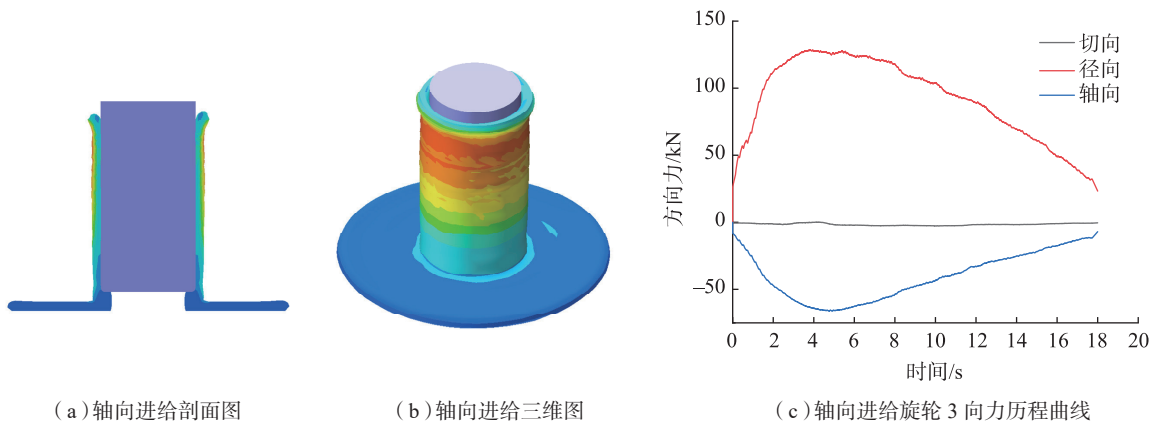 150
100
50
0
−50
方向力/kN
切向
径向
轴向
0 2 4 6 8 10 12 14 16 18 20
时间/s
（a）轴向进给剖面图
（b）轴向进给三维图
（c）轴向进给旋轮 3 向力历程曲线